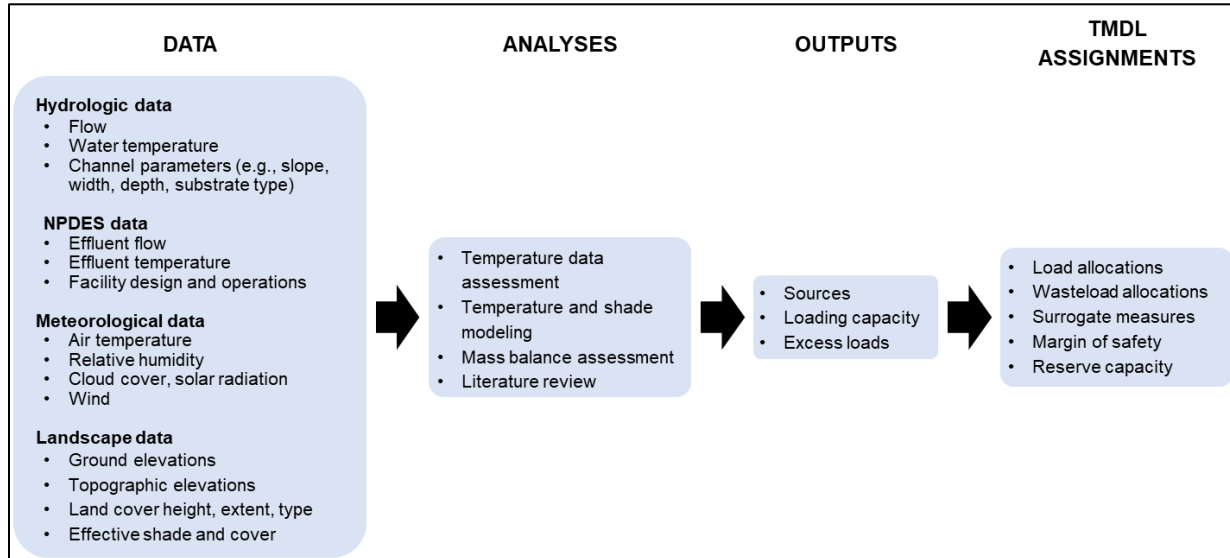 DATA
Hydrologic data
• Flow
• Water temperature
• Channel parameters (e.g., slope,
width, depth, substrate type)
NPDES data
• Effluent flow
• Effluent temperature
• Facility design and operations
Meteorological data
• Air temperature
• Relative humidity
• Cloud cover, solar radiation
• Wind
Landscape data
• Ground elevations
• Topographic elevations
• Land cover height, extent, type
• Effective shade and cover
ANALYSES
• Temperature data
assessment
• Temperature and shade
modeling
• Mass balance assessment
• Literature review
OUTPUTS
• Sources
• Loading capacity
• Excess loads
TMDL
ASSIGNMENTS
• Load allocations
• Wasteload allocations
• Surrogate measures
• Margin of safety
• Reserve capacity